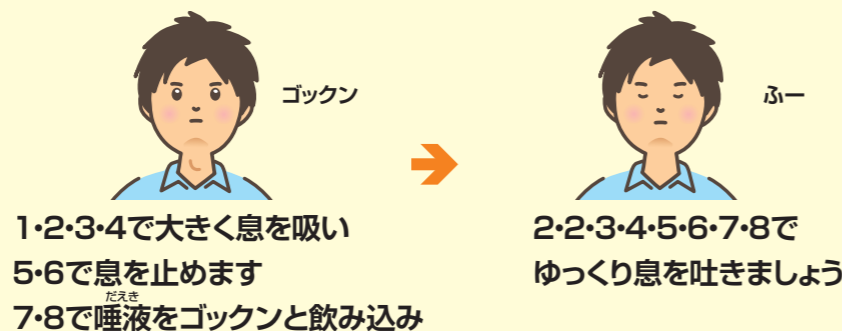 ゴックン
1・2・3・4で大きく息を吸い
5・6で息を止めます
だえき
7・8で唾液をゴックンと飲み込み
ふー
2・2・3・4・5・6・7・8で
ゆっくり息を吐きましょう